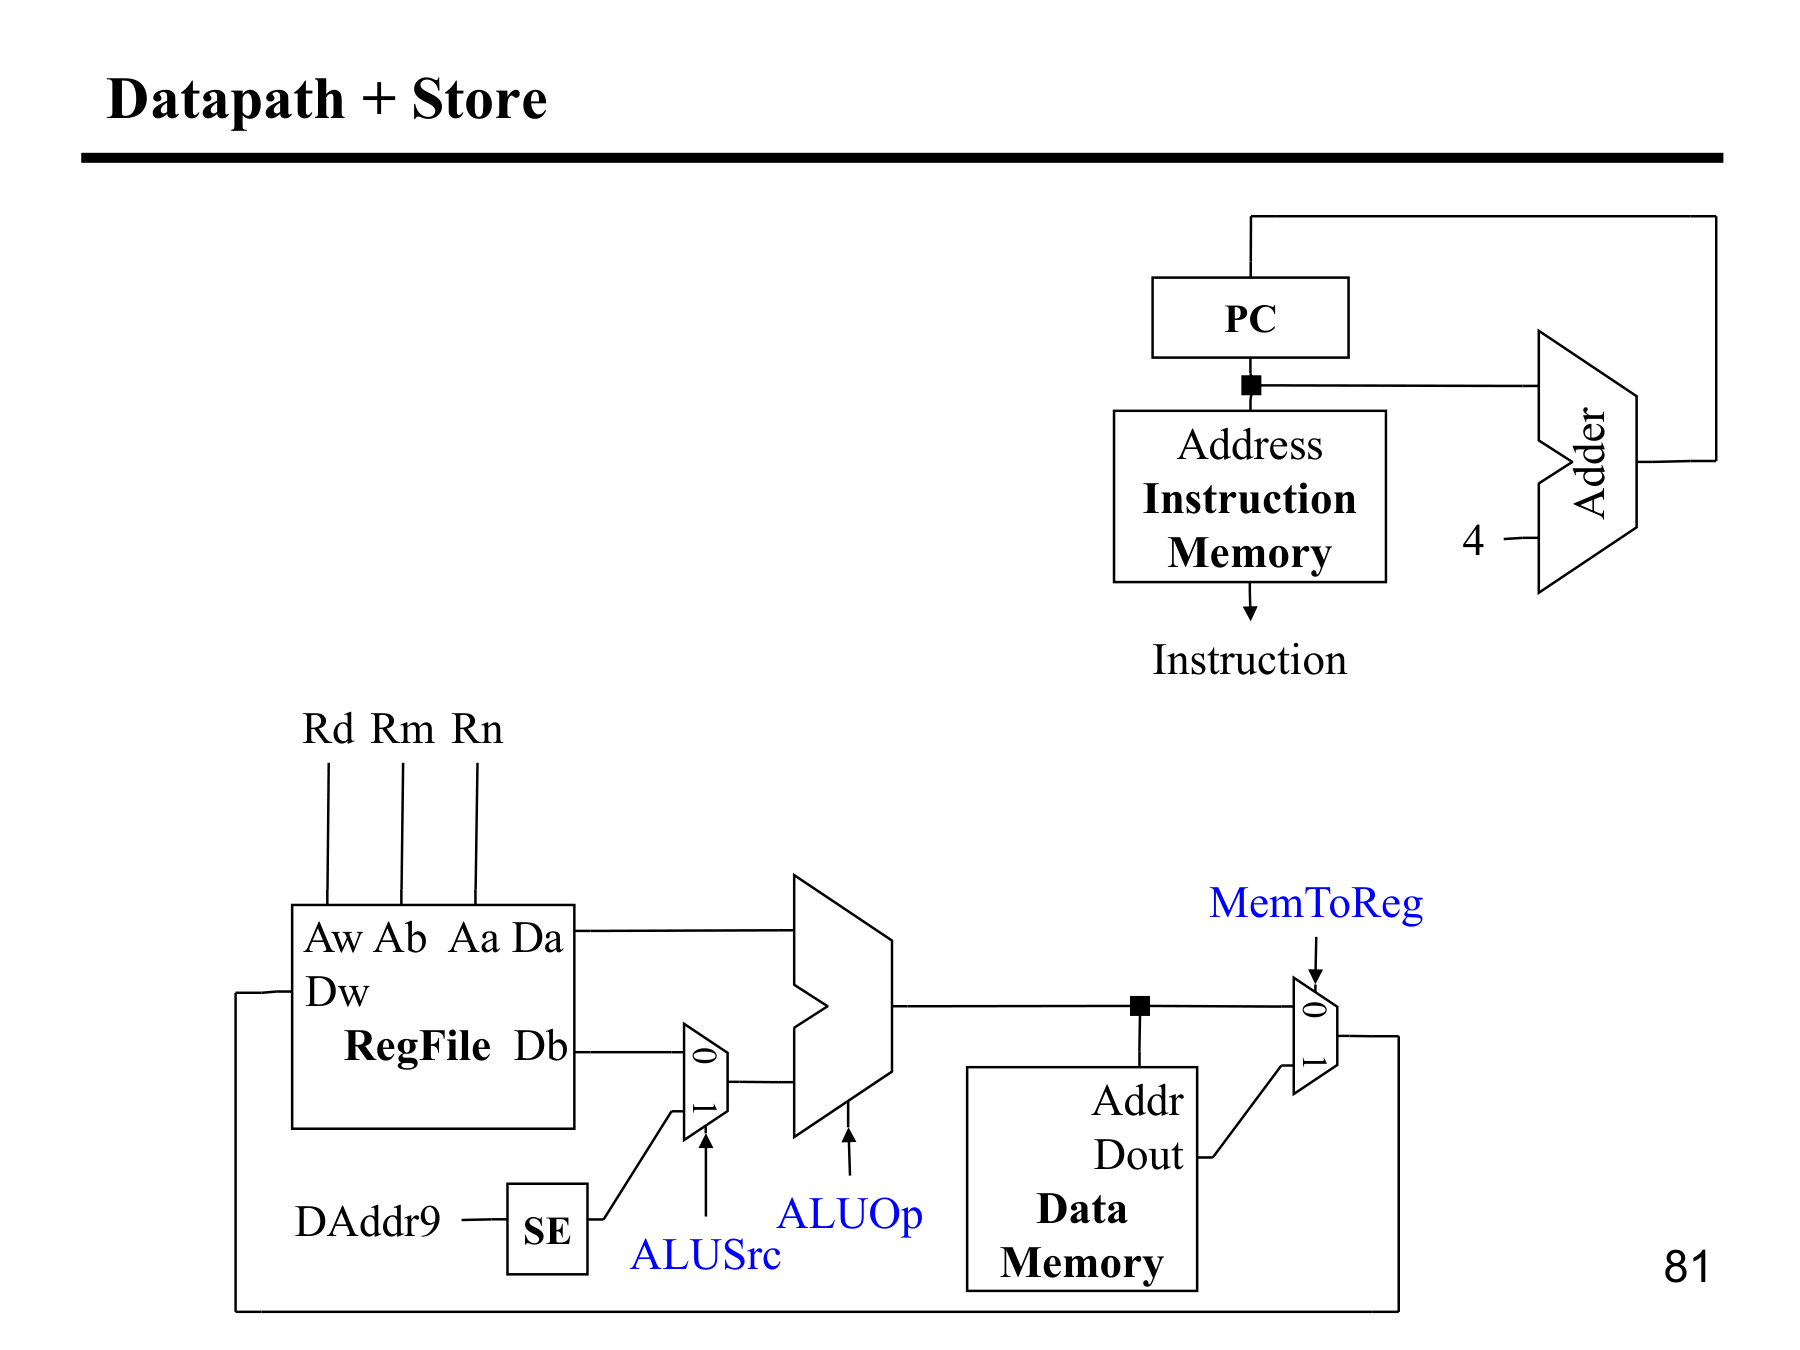 Datapath + Store
PC
Address
Instruction
Memory
Adder
4
Instruction
Rd Rm Rn
MemToReg
Aw Ab Aa Da
Dw
RegFile Db
0
1
0
1
Addr
Dout
Data
Memory
DAddr9
SE
ALUSrc
ALUOp
81